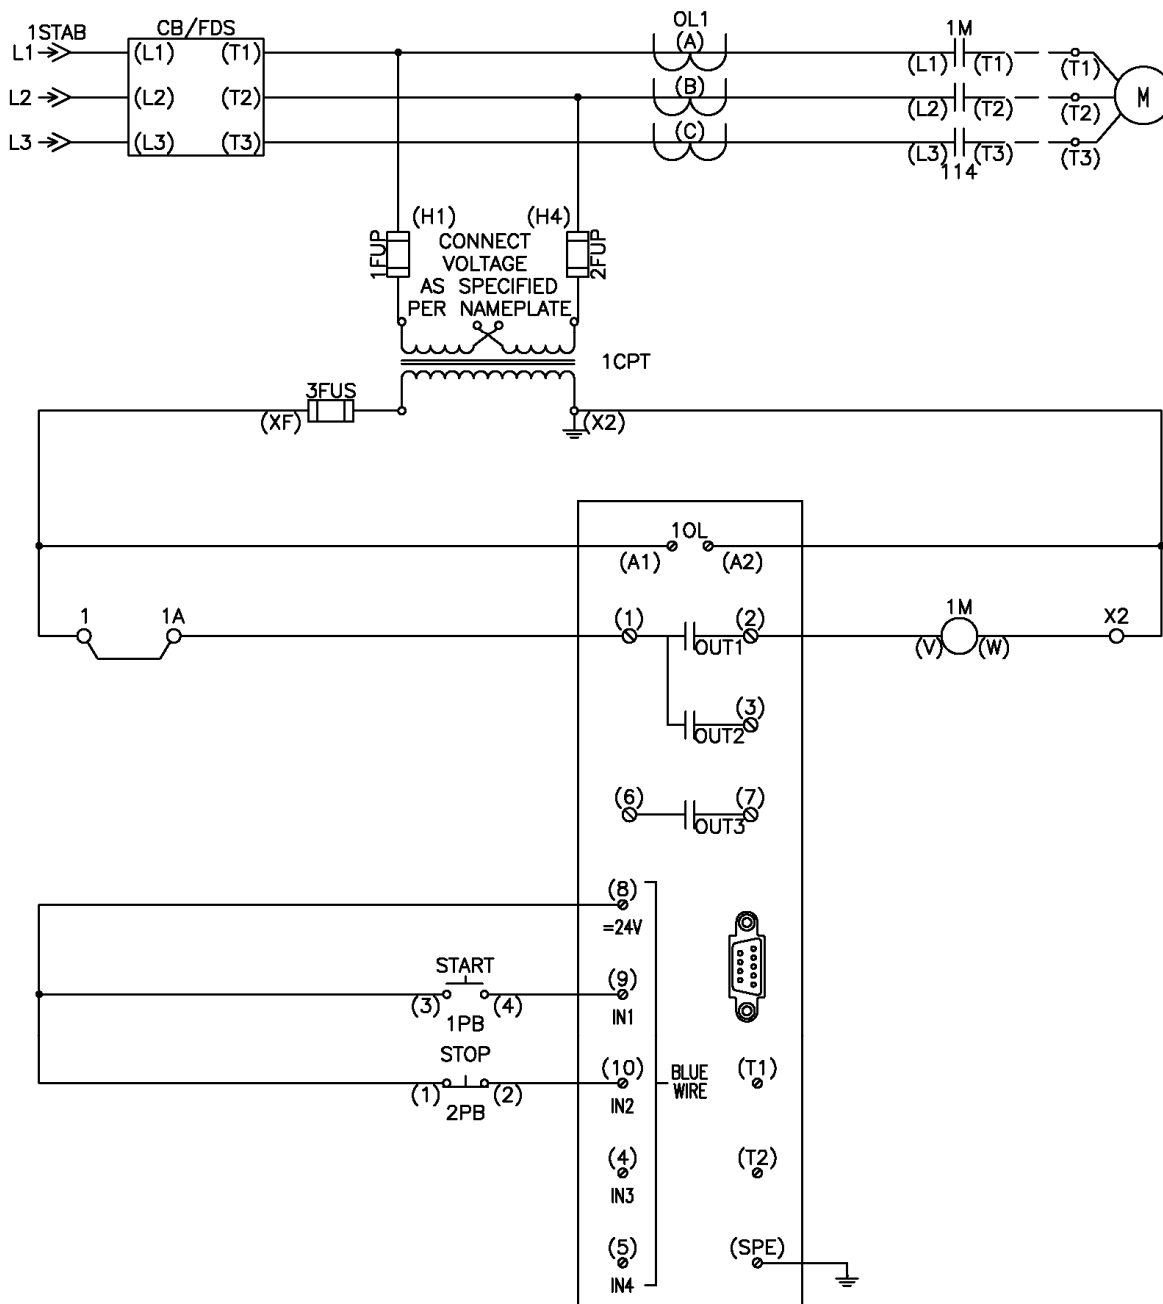 1STAB
CB/FDS
OL1
1M
L1 (L1) (T1) (A) (L1) (T1) (T1)
L2 (L2) (T2) (B) (L2) (T2) (T2) M
L3 (L3) (T3) (C) (L3) (T3) (T3)
114
(H1) (H4)
1FUP
2FUP
CONNECT
VOLTAGE
AS SPECIFIED
PER NAMEPLATE
1CPT
3FUS
(XF)
(X2)
1OL
(A1) (A2)
1 1A (1) (2) 1M X2
OUT1 (V) (W)
(3)
OUT2
(6) (7)
OUT3
(8)
=24V
START
(9)
(3) (4)
1PB
IN1
STOP
(10)
(1) (2)
2PB
IN2
BLUE
WIRE
(T1)
(4)
IN3
(T2)
(5)
IN4
(SPE)